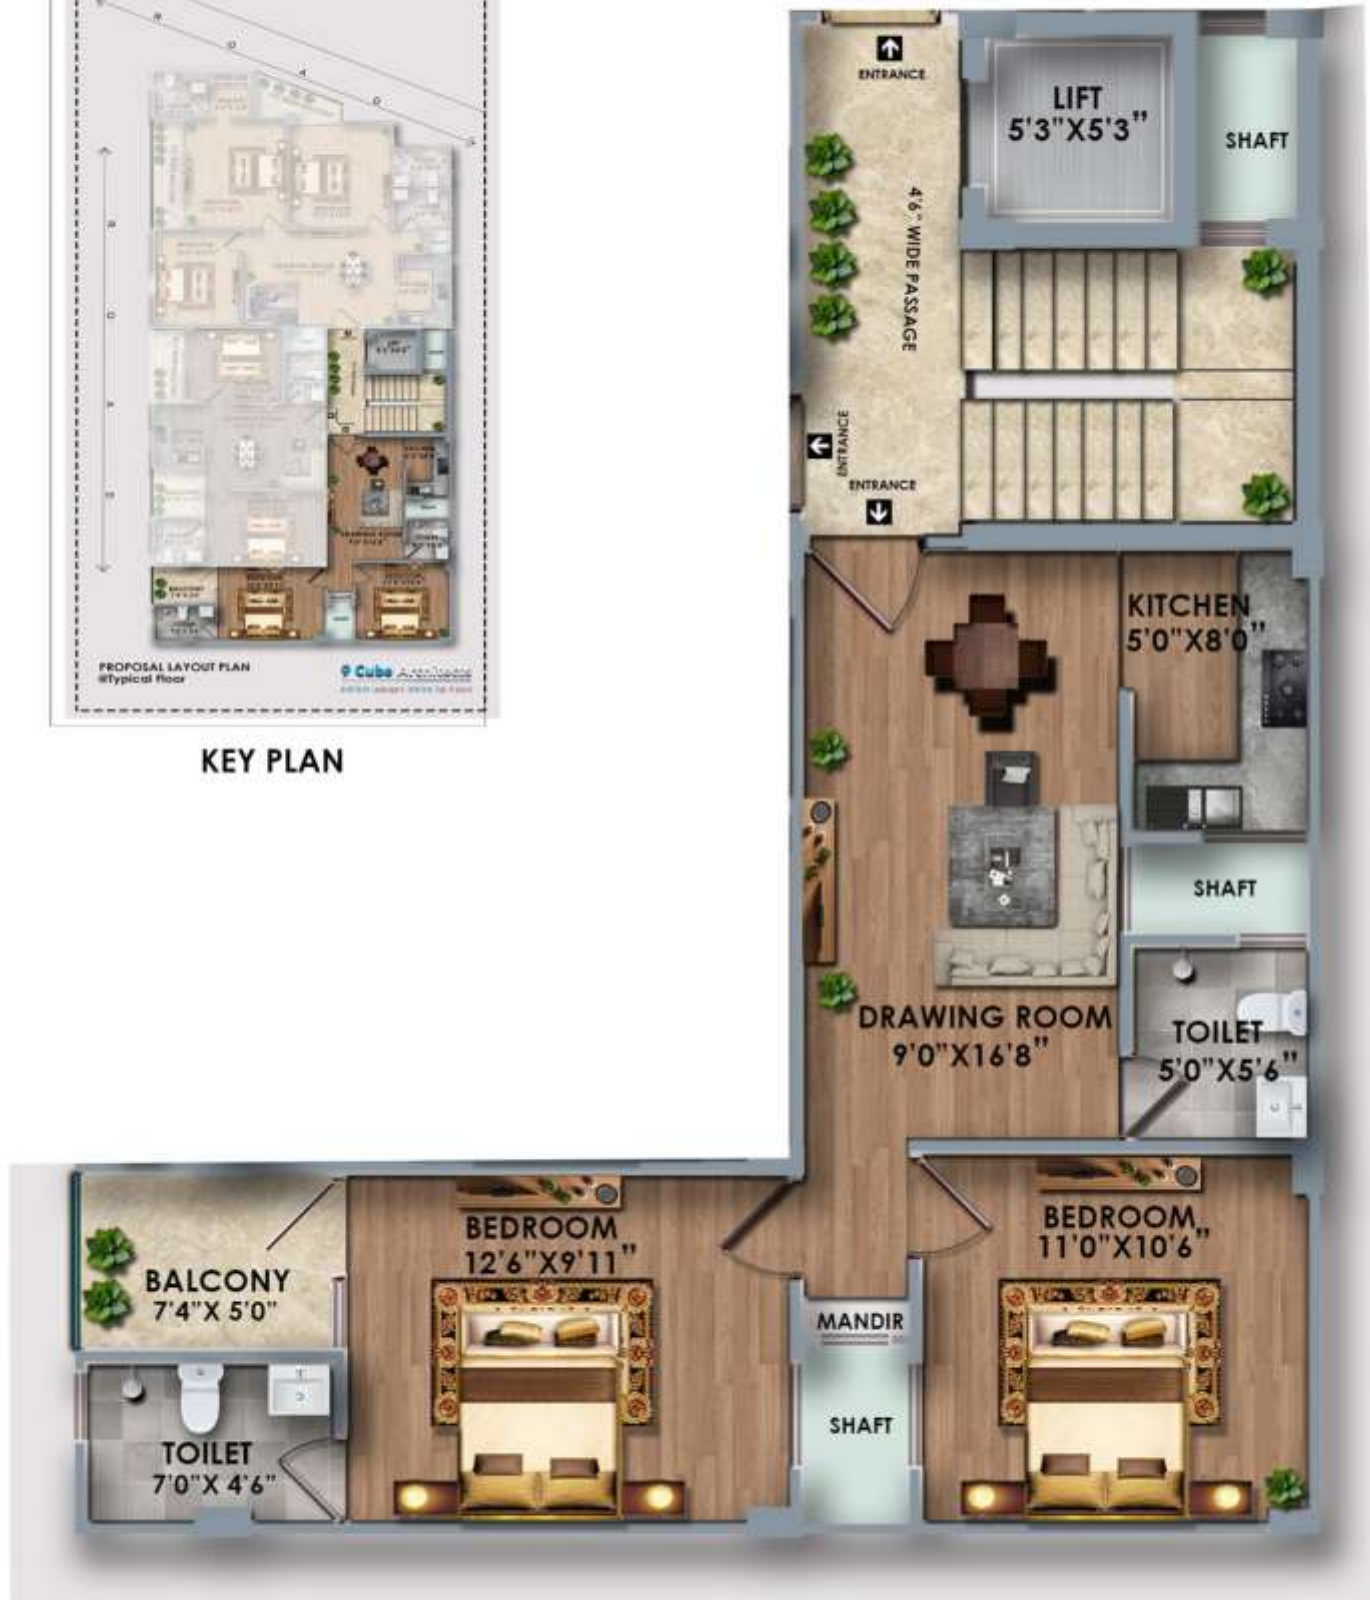 R
O
A
D
R
O
A
D
PROPOSAL LAYOUT PLAN
@Typical Floor
9 Cube Architects
KEY PLAN
ENTRANCE
LIFT
5'3"X5'3"
SHAFT
4'6" WIDE PASSAGE
ENTRANCE
ENTRANCE
KITCHEN
5'0"X8'0"
SHAFT
DRAWING ROOM
9'0"X16'8"
TOILET
5'0"X5'6"
BEDROOM
12'6"X9'11"
BEDROOM
11'0"X10'6"
BALCONY
7'4"X 5'0"
MANDIR
SHAFT
TOILET
7'0"X 4'6"